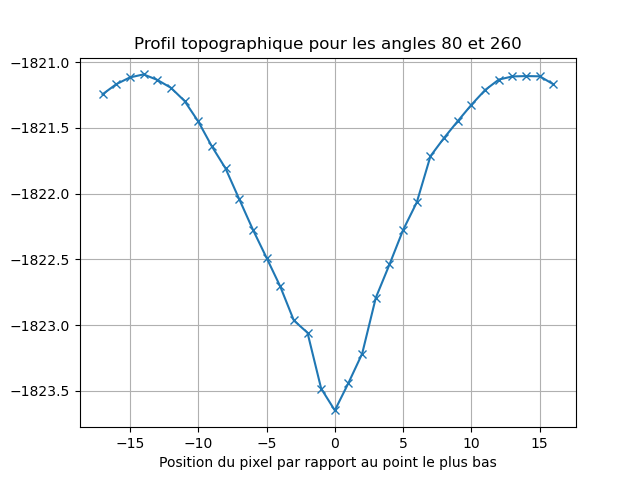 Profil topographique pour les angles 80 et 260
−1821.0
−1821.5
−1822.0
−1822.5
−1823.0
−1823.5
−15 −10 −5 0 5 10 15
Position du pixel par rapport au point le plus bas